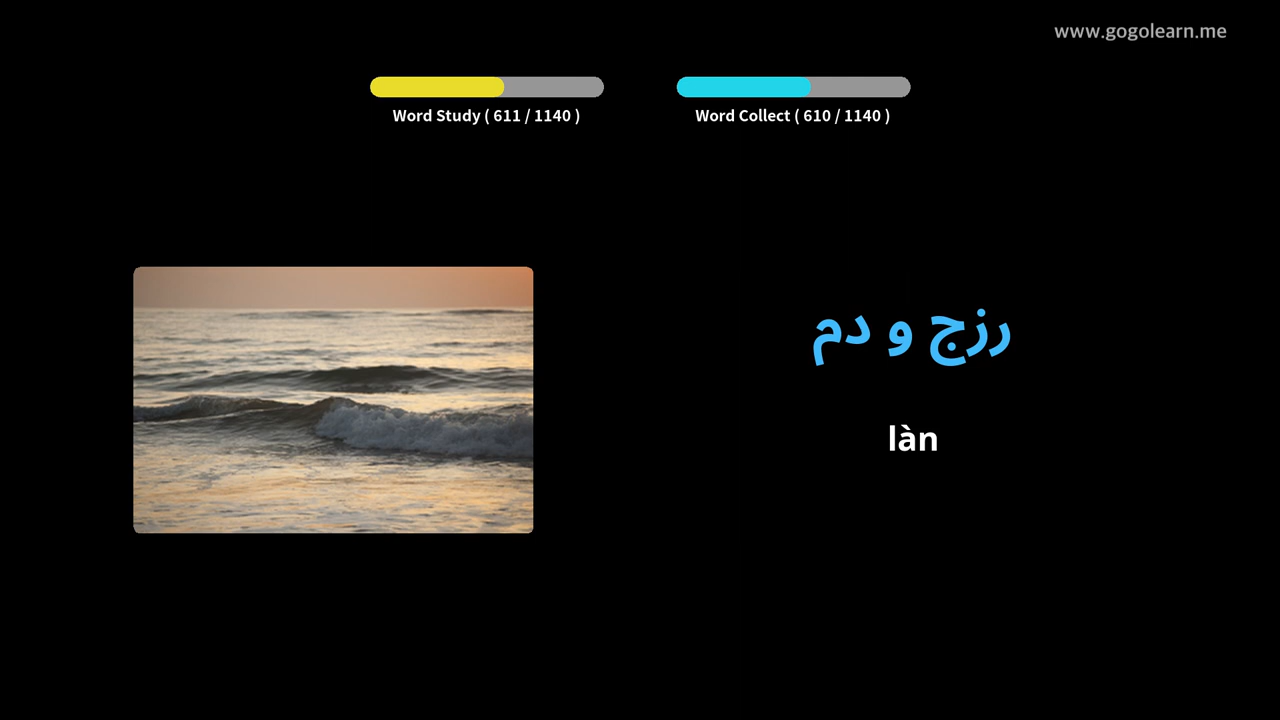 www.gogolearn.me
Word Study ( 611 / 1140 )
Word Collect ( 610 / 1140 )
رزج و دم
làn